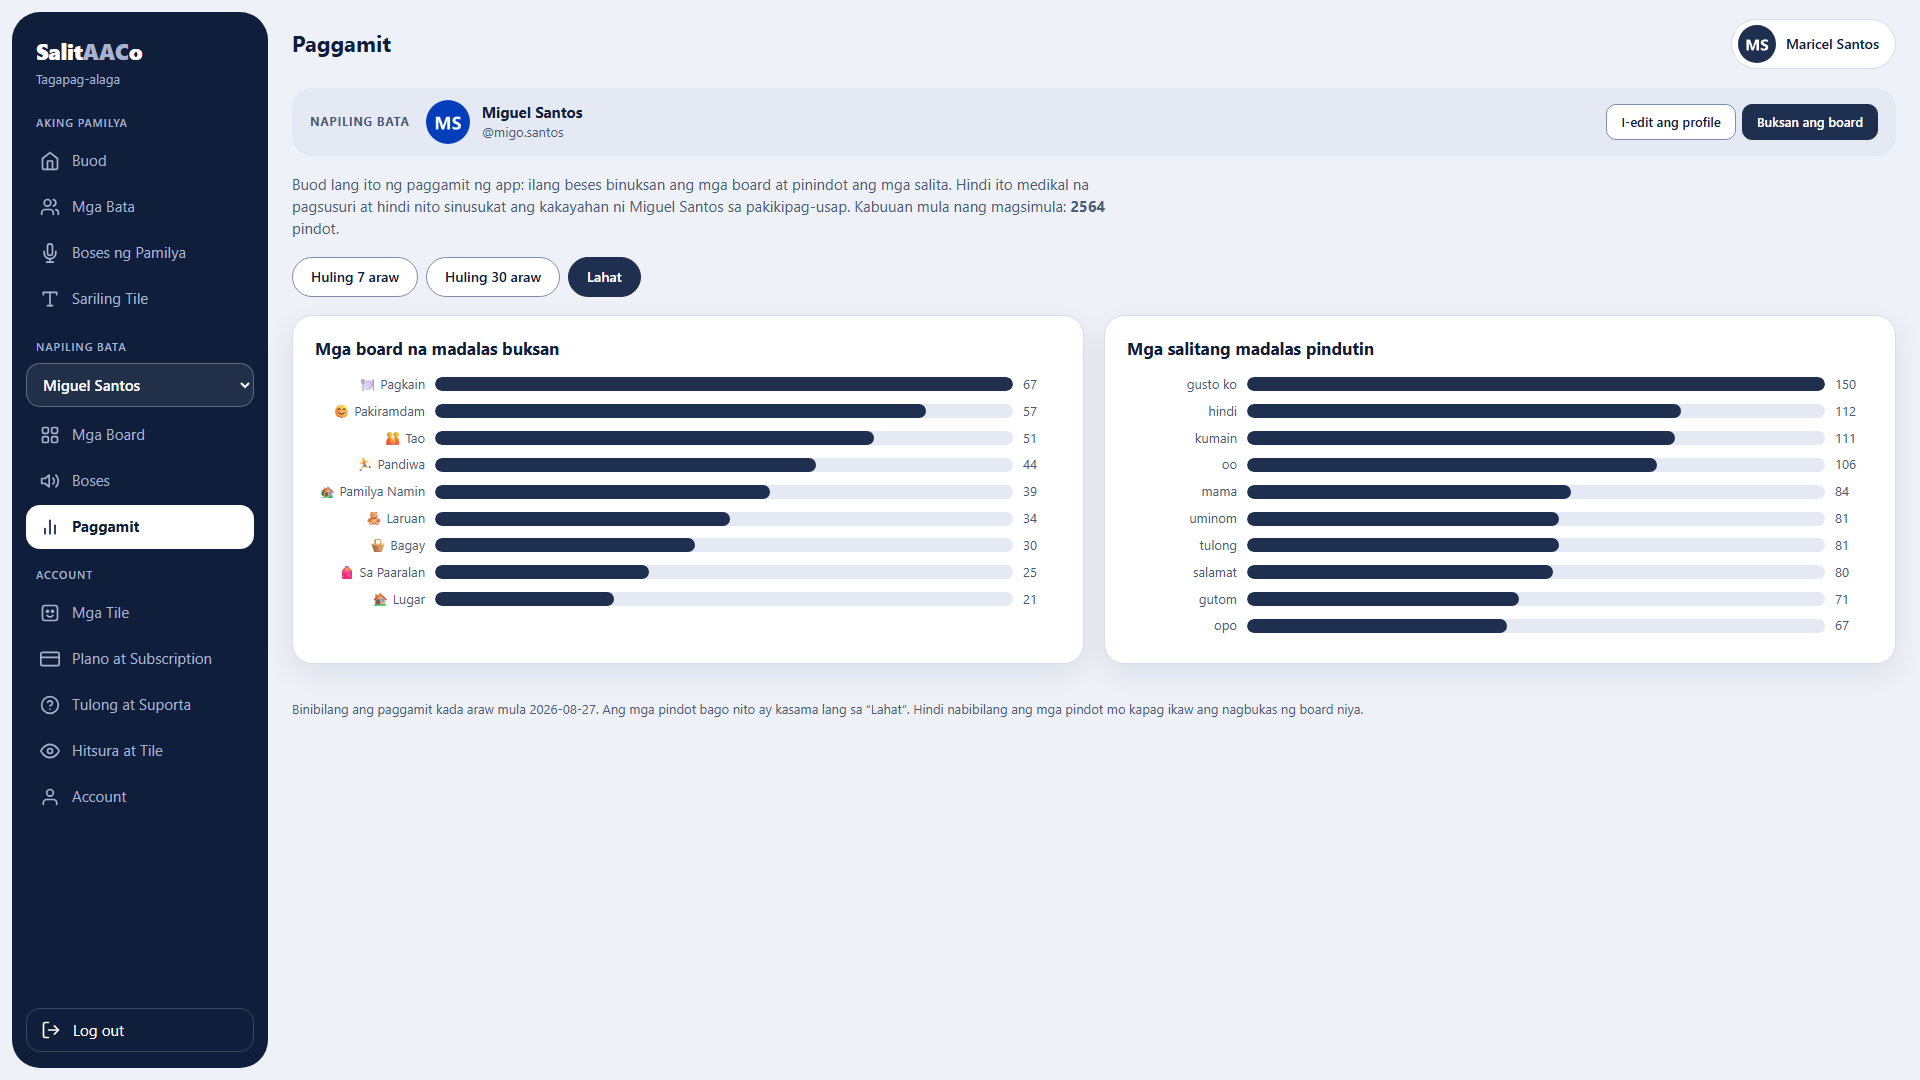 SalitAACo
Tagapag-alaga
AKING PAMILYA
Buod
Mga Bata
Boses ng Pamilya
Sariling Tile
NAPILING BATA
Miguel Santos
Mga Board
Boses
Paggamit
ACCOUNT
Mga Tile
Plano at Subscription
Tulong at Suporta
Hitsura at Tile
Account
Log out
Paggamit
MS Maricel Santos
NAPILING BATA
MS
Miguel Santos
@migo.santos
I-edit ang profile
Buksan ang board
Buod lang ito ng paggamit ng app: ilang beses binuksan ang mga board at pinindot ang mga salita. Hindi ito medikal na
pagsusuri at hindi nito sinusukat ang kakayahan ni Miguel Santos sa pakikipag-usap. Kabuuan mula nang magsimula: 2564
pindot.
Huling 7 araw
Huling 30 araw
Lahat
Mga board na madalas buksan
Pagkain 67
Pakiramdam 57
Tao 51
Pandiwa 44
Pamilya Namin 39
Laruan 34
Bagay 30
Sa Paaralan 25
Lugar 21
Mga salitang madalas pindutin
gusto ko 150
hindi 112
kumain 111
oo 106
mama 84
uminom 81
tulong 81
salamat 80
gutom 71
opo 67
Binibilang ang paggamit kada araw mula 2026-08-27. Ang mga pindot bago nito ay kasama lang sa “Lahat”. Hindi nabibilang ang mga pindot mo kapag ikaw ang nagbukas ng board niya.